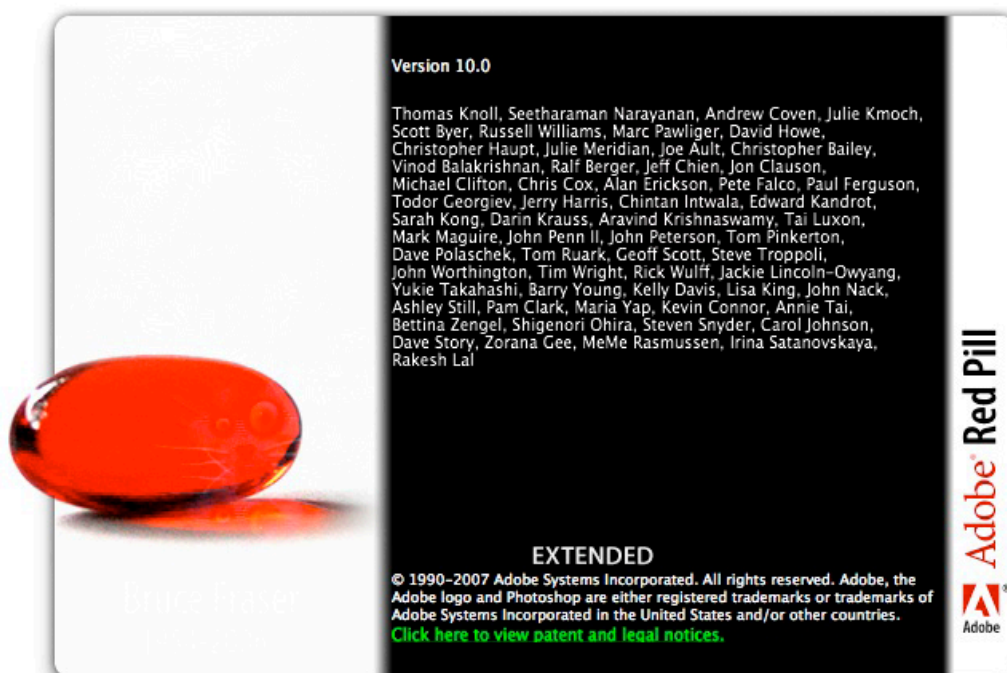 Version 10.0
Thomas Knoll, Seetharaman Narayanan, Andrew Coven, Julie Kmoch,
Scott Byer, Russell Williams, Marc Pawliger, David Howe,
Christopher Haupt, Julie Meridian, Joe Ault, Christopher Bailey,
Vinod Balakrishnan, Ralf Berger, Jeff Chien, Jon Clauson,
Michael Clifton, Chris Cox, Alan Erickson, Pete Falco, Paul Ferguson,
Todor Georgiev, Jerry Harris, Chintan Intwala, Edward Kandrot,
Sarah Kong, Darin Krauss, Aravind Krishnaswamy, Tai Luxon,
Mark Maguire, John Penn II, John Peterson, Tom Pinkerton,
Dave Polaschek, Tom Ruark, Geoff Scott, Steve Troppoli,
John Worthington, Tim Wright, Rick Wulff, Jackie Lincoln-Owyang,
Yukie Takahashi, Barry Young, Kelly Davis, Lisa King, John Nack,
Ashley Still, Pam Clark, Maria Yap, Kevin Connor, Annie Tai,
Bettina Zengel, Shigenori Ohira, Steven Snyder, Carol Johnson,
Dave Story, Zorana Gee, MeMe Rasmussen, Irina Satanovskaya,
Rakesh Lal
EXTENDED
© 1990-2007 Adobe Systems Incorporated. All rights reserved. Adobe, the
Adobe logo and Photoshop are either registered trademarks or trademarks of
Adobe Systems Incorporated in the United States and/or other countries.
Click here to view patent and legal notices.
Bruce Fraser
Adobe® Red Pill
Adobe®